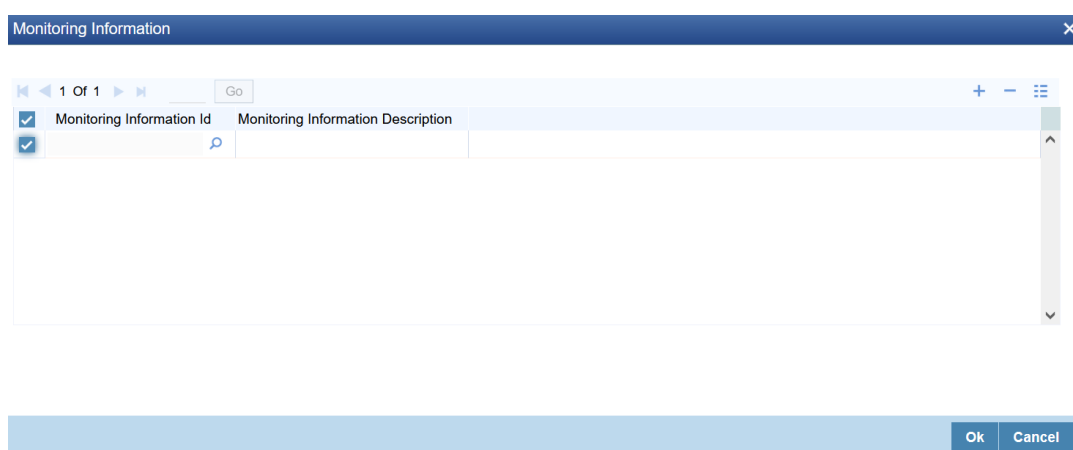 Monitoring Information
1 Of 1 Go
Monitoring Information Id Monitoring Information Description
Ok Cancel